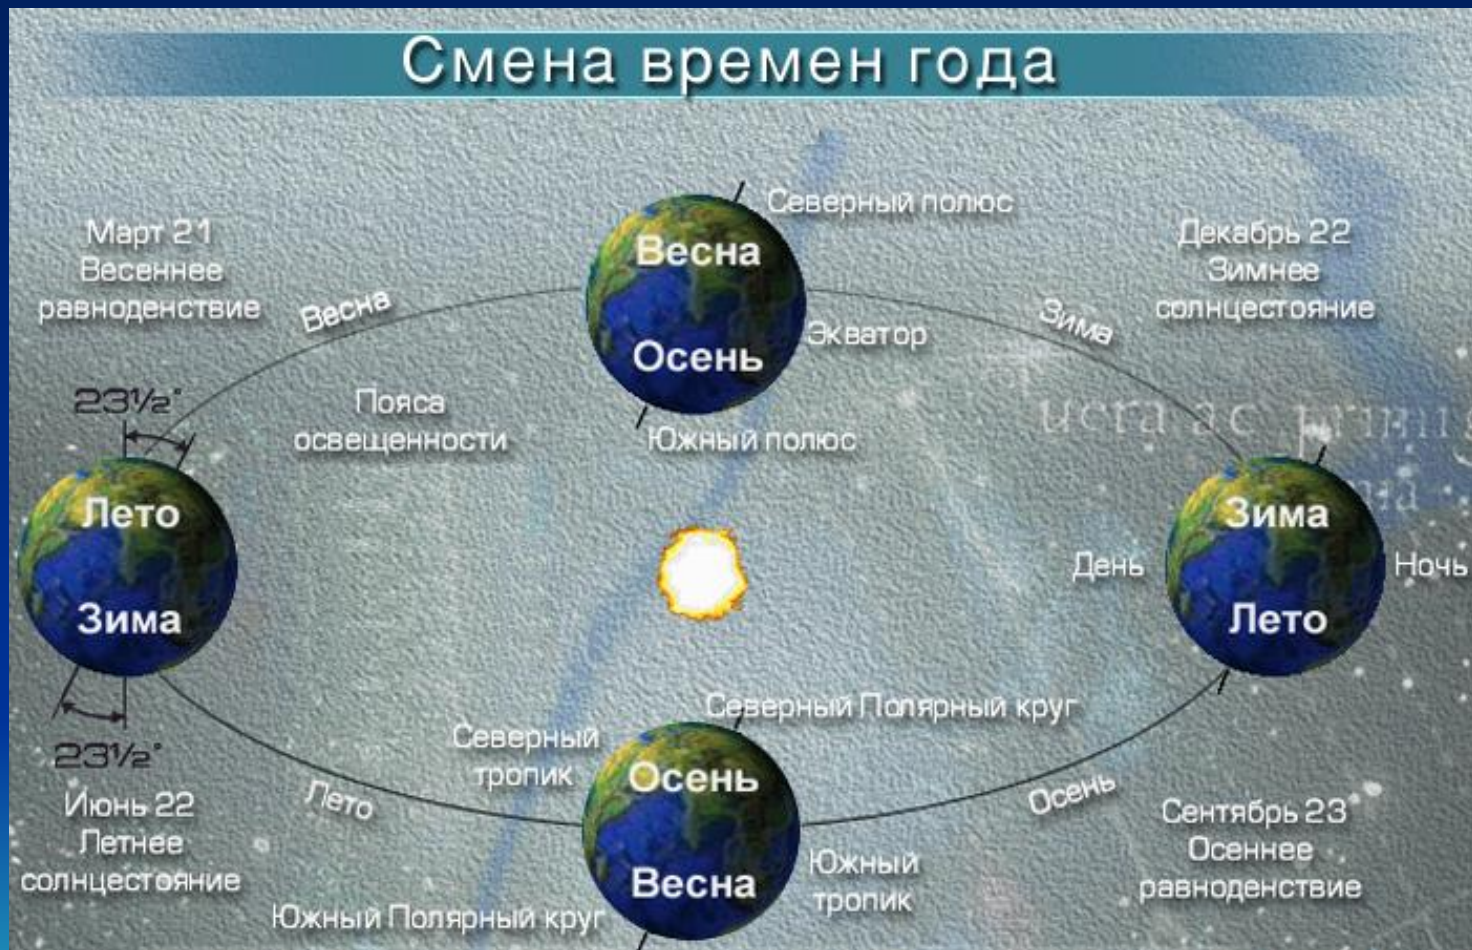 Смена времен года
Северный полюс
Март 21
Весеннее
равноденствие
Весна
Весна
Осень
Экватор
Южный полюс
Зима
Декабрь 22
Зимнее
солнцестояние
23½°
Пояса
освещенности
Лето
Зима
День
Зима
Лето
Ночь
23½°
Июнь 22
Летнее
солнцестояние
Лето
Северный
тропик
Северный Полярный круг
Осень
Весна
Южный
тропик
Южный Полярный круг
Осень
Сентябрь 23
Осеннее
равноденствие